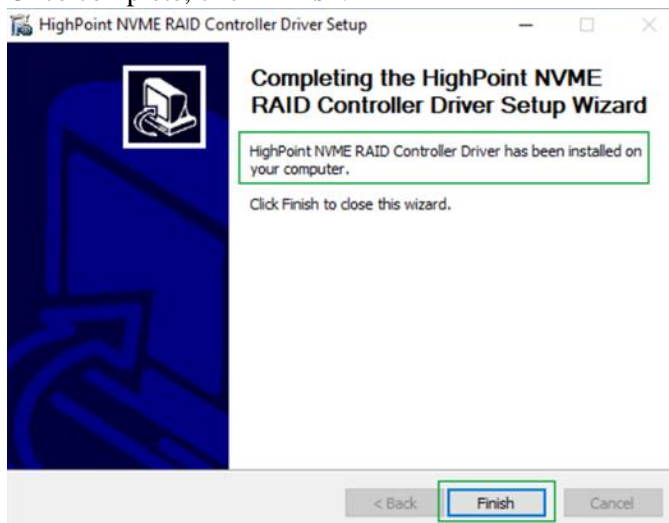 HighPoint NVME RAID Controller Driver Setup
Completing the HighPoint NVME
RAID Controller Driver Setup Wizard
HighPoint NVME RAID Controller Driver has been installed on
your computer.
Click Finish to close this wizard.
< Back
Finish
Cancel